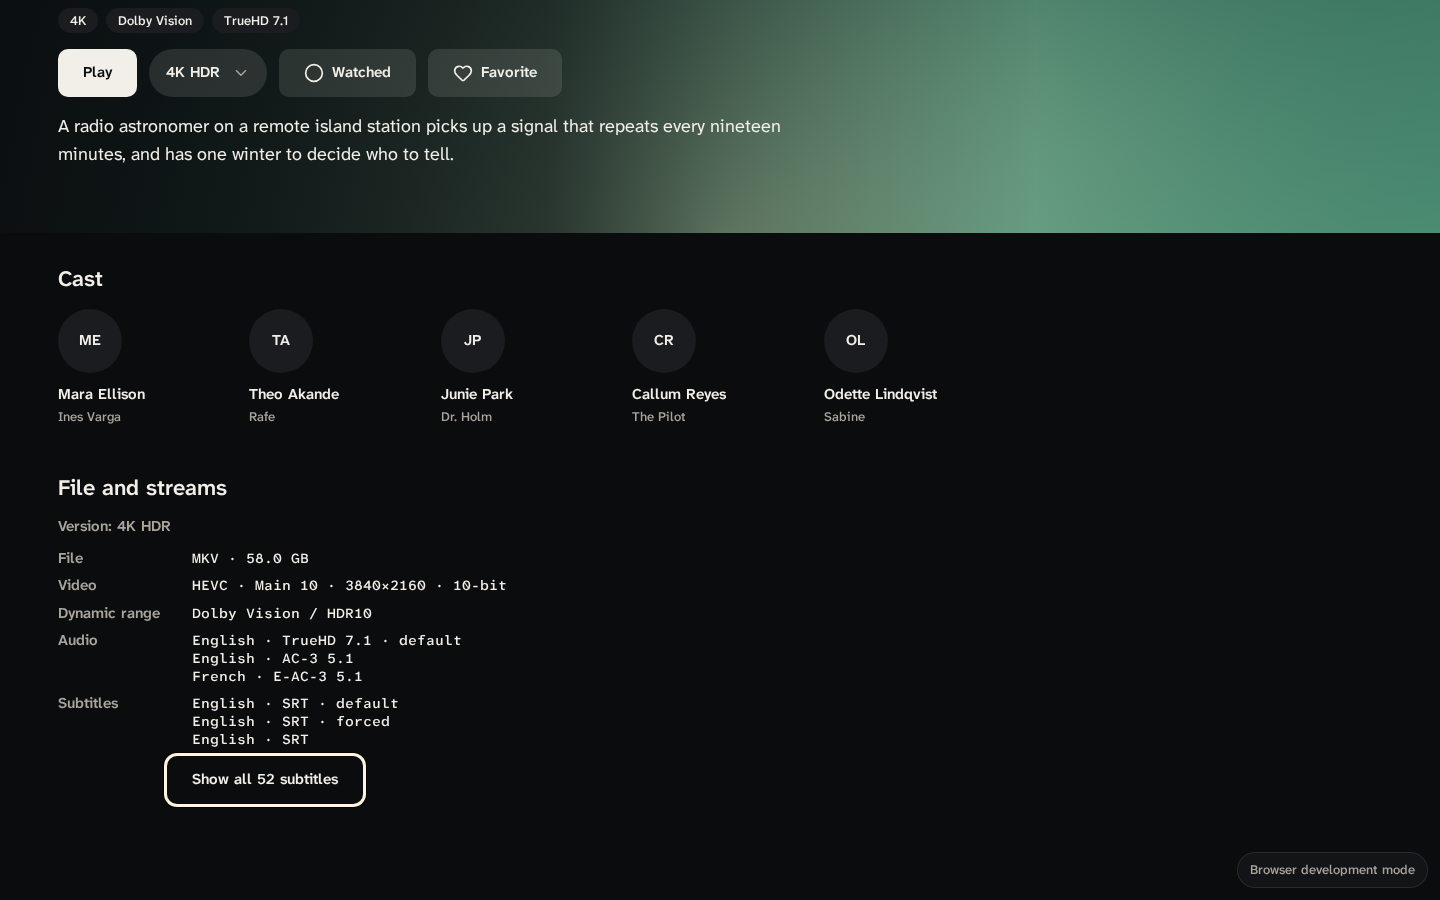 4K
Dolby Vision
TrueHD 7.1
Play
4K HDR
Watched
Favorite
A radio astronomer on a remote island station picks up a signal that repeats every nineteen
minutes, and has one winter to decide who to tell.
Cast
ME
TA
JP
CR
OL
Mara Ellison
Theo Akande
Junie Park
Callum Reyes
Odette Lindqvist
Ines Varga
Rafe
Dr. Holm
The Pilot
Sabine
File and streams
Version: 4K HDR
File
MKV · 58.0 GB
Video
HEVC · Main 10 · 3840×2160 · 10-bit
Dynamic range
Dolby Vision / HDR10
Audio
English · TrueHD 7.1 · default
English · AC-3 5.1
French · E-AC-3 5.1
Subtitles
English · SRT · default
English · SRT · forced
English · SRT
Show all 52 subtitles
Browser development mode